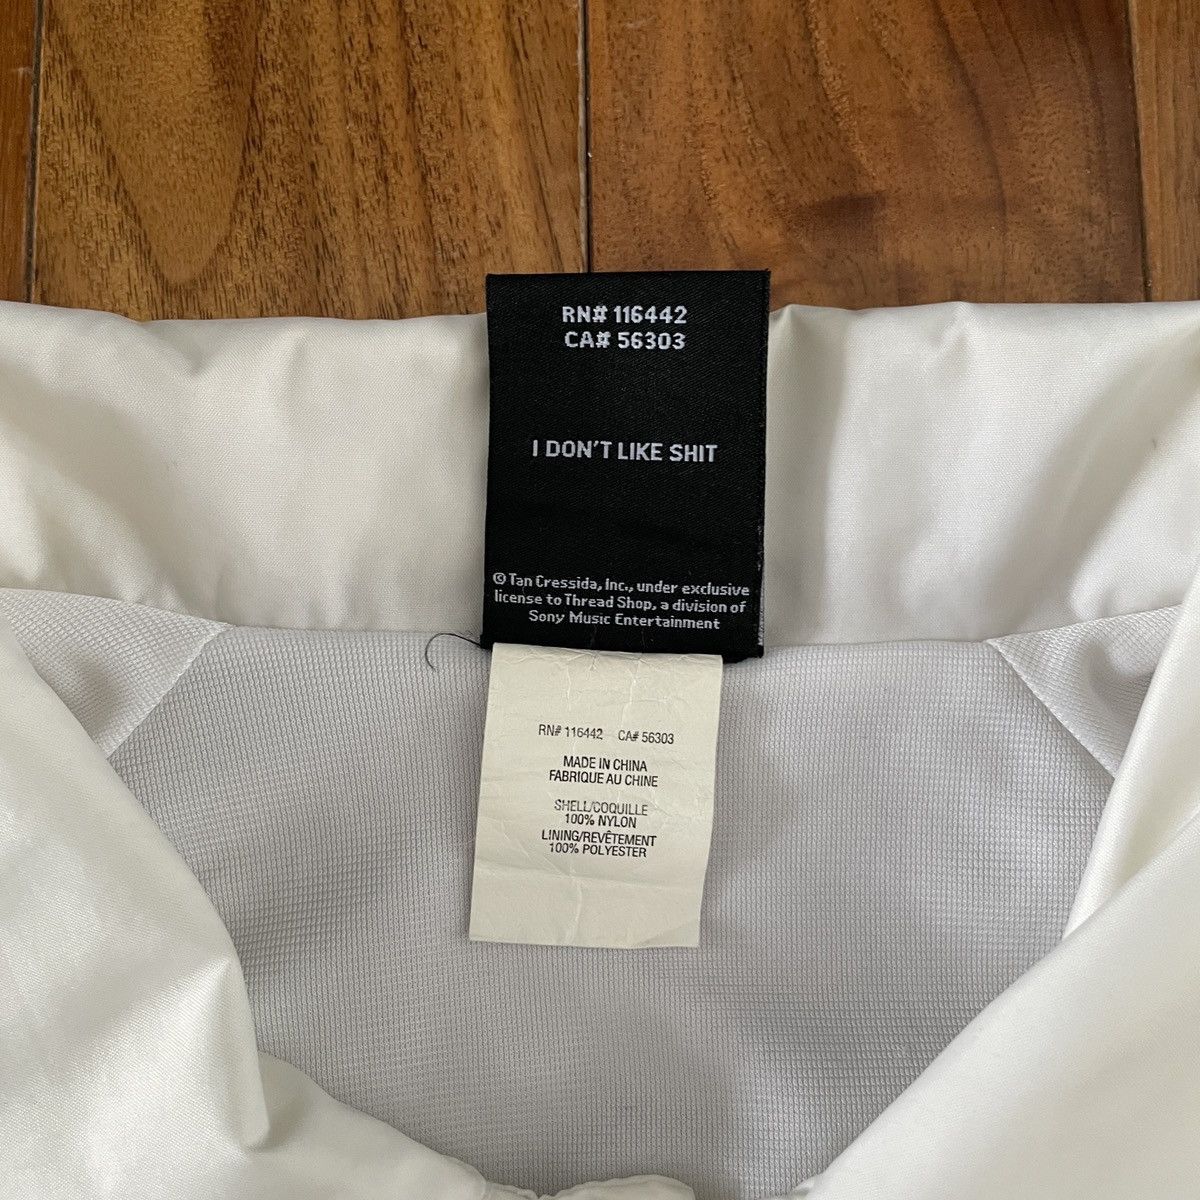 RN# 116442
CA# 56303
I DON'T LIKE SHIT
© Tan Cressida, Inc., under exclusive
license to Thread Shop, a division of
Sony Music Entertainment
RN# 116442 CA# 56303
MADE IN CHINA
FABRIQUE AU CHINE
SHELL/COQUILLE
100% NYLON
LINING/REVÊTEMENT
100% POLYESTER